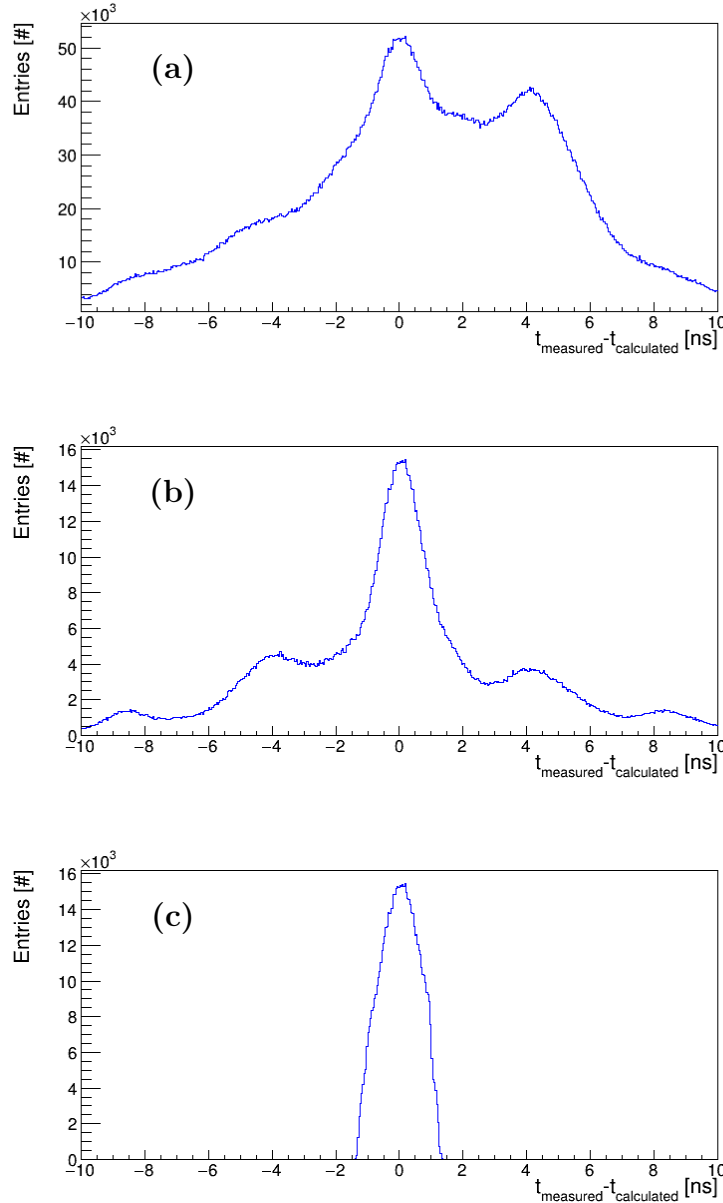 ×10³
Entries [#]
(a)
50
40
30
20
10
−10 −8 −6 −4 −2 0 2 4 6 8 10
t_measured-t_calculated [ns]
×10³
Entries [#]
(b)
16
14
12
10
8
6
4
2
0
−10 −8 −6 −4 −2 0 2 4 6 8 10
t_measured-t_calculated [ns]
×10³
Entries [#]
(c)
16
14
12
10
8
6
4
2
0
−10 −8 −6 −4 −2 0 2 4 6 8 10
t_measured-t_calculated [ns]